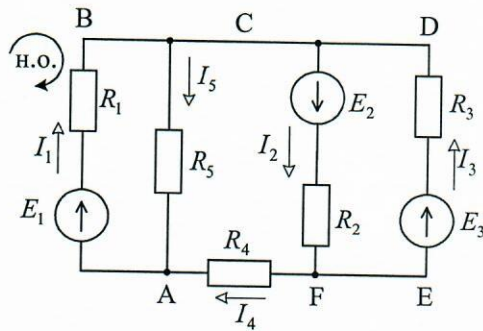 B C D
н.о.
I₅
R₁ E₂ R₃
I₁ I₂ I₃
R₅
E₁ R₂ E₃
R₄
A F E
I₄